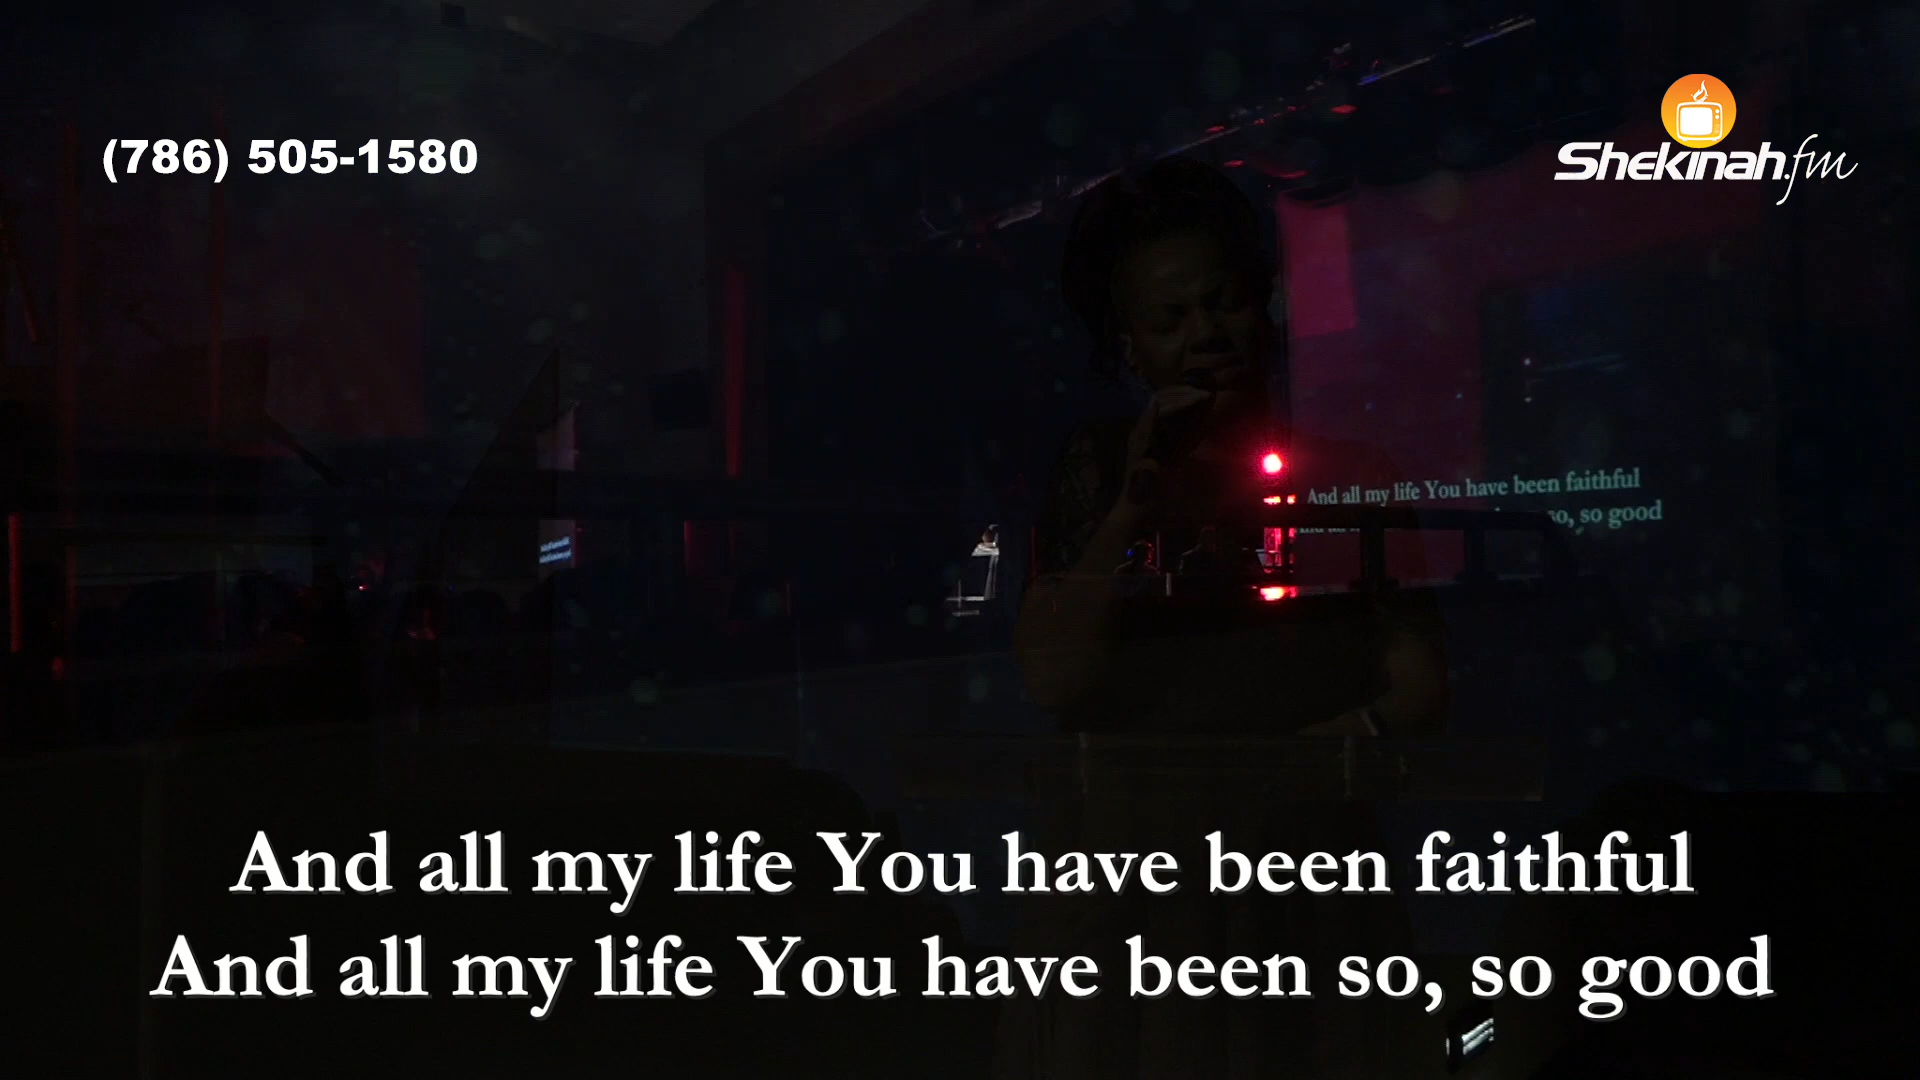 (786) 505-1580
Shekinah.fm
And all my life You have been faithful
so, so good
And all my life You have been faithful
And all my life You have been so, so good